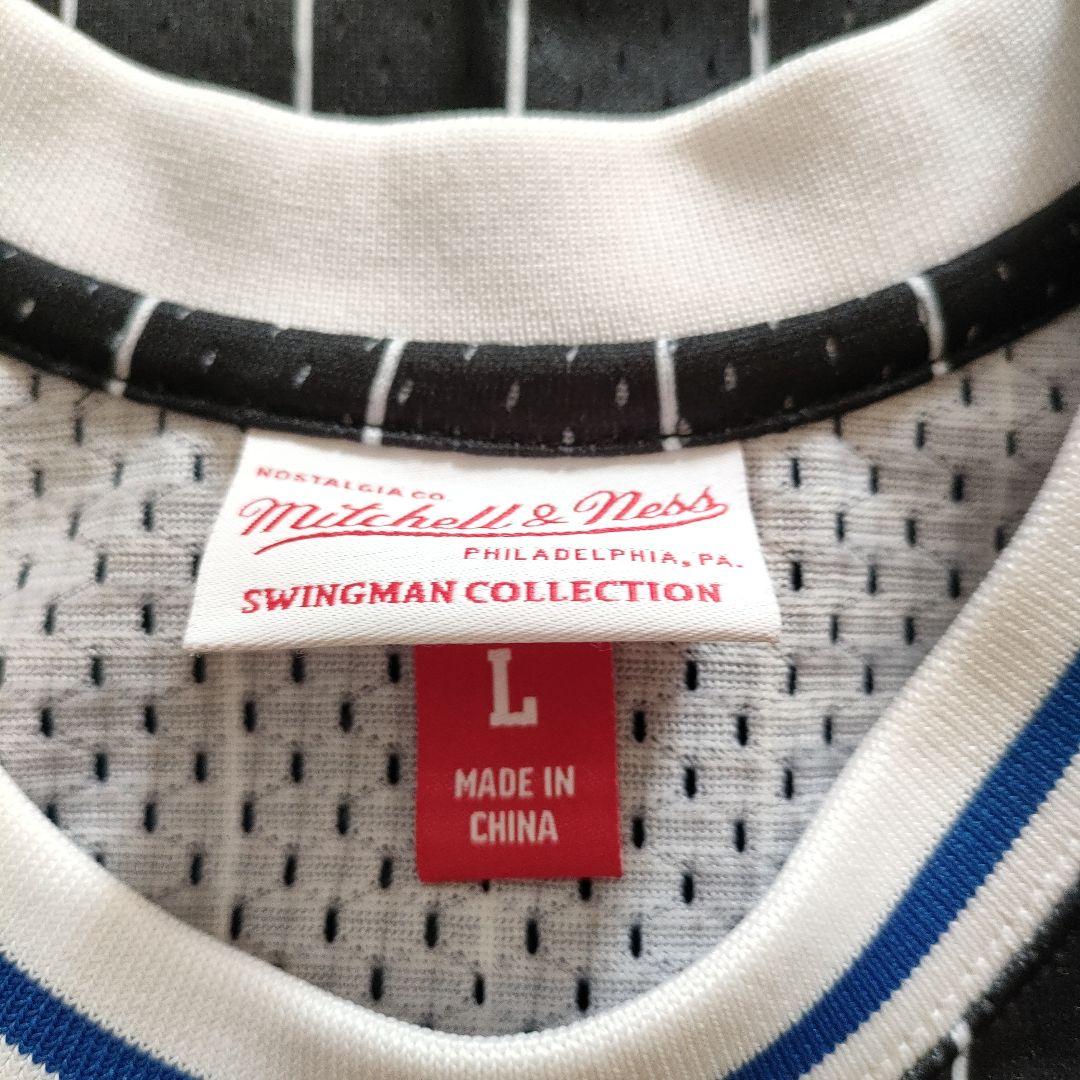 NOSTALGIA CO.
Mitchell & Ness
PHILADELPHIA, PA.
SWINGMAN COLLECTION
L
MADE IN
CHINA